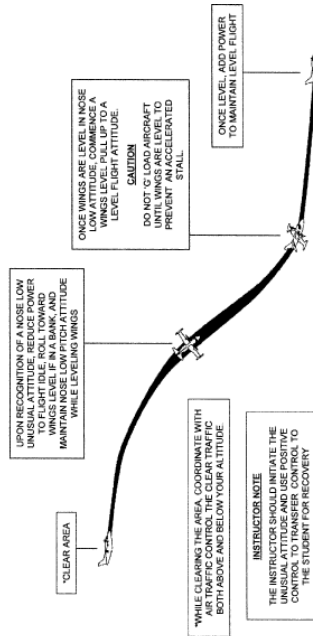 *CLEAR AREA
UPON RECOGNITION OF A NOSE LOW
UNUSUAL ATTITUDE, REDUCE POWER
TO FLIGHT IDLE, ROLL TOWARD
WINGS LEVEL IF IN A BANK, AND
MAINTAIN NOSE LOW PITCH ATTITUDE
WHILE LEVELING WINGS
ONCE WINGS ARE LEVEL IN NOSE
LOW ATTITUDE, COMMENCE A
WINGS LEVEL PULL UP TO A
LEVEL FLIGHT ATTITUDE.
CAUTION
DO NOT 'G' LOAD AIRCRAFT
UNTIL WINGS ARE LEVEL TO
PREVENT AN ACCELERATED
STALL.
ONCE LEVEL, ADD POWER
TO MAINTAIN LEVEL FLIGHT
*WHILE CLEARING THE AREA, COORDINATE WITH
AIR TRAFFIC CONTROL THE CLEAR TRAFFIC
BOTH ABOVE AND BELOW YOUR ALTITUDE.
INSTRUCTOR NOTE
THE INSTRUCTOR SHOULD INITIATE THE
UNUSUAL ATTITUDE AND USE POSITIVE
CONTROL TO TRANSFER CONTROL TO
THE STUDENT FOR RECOVERY